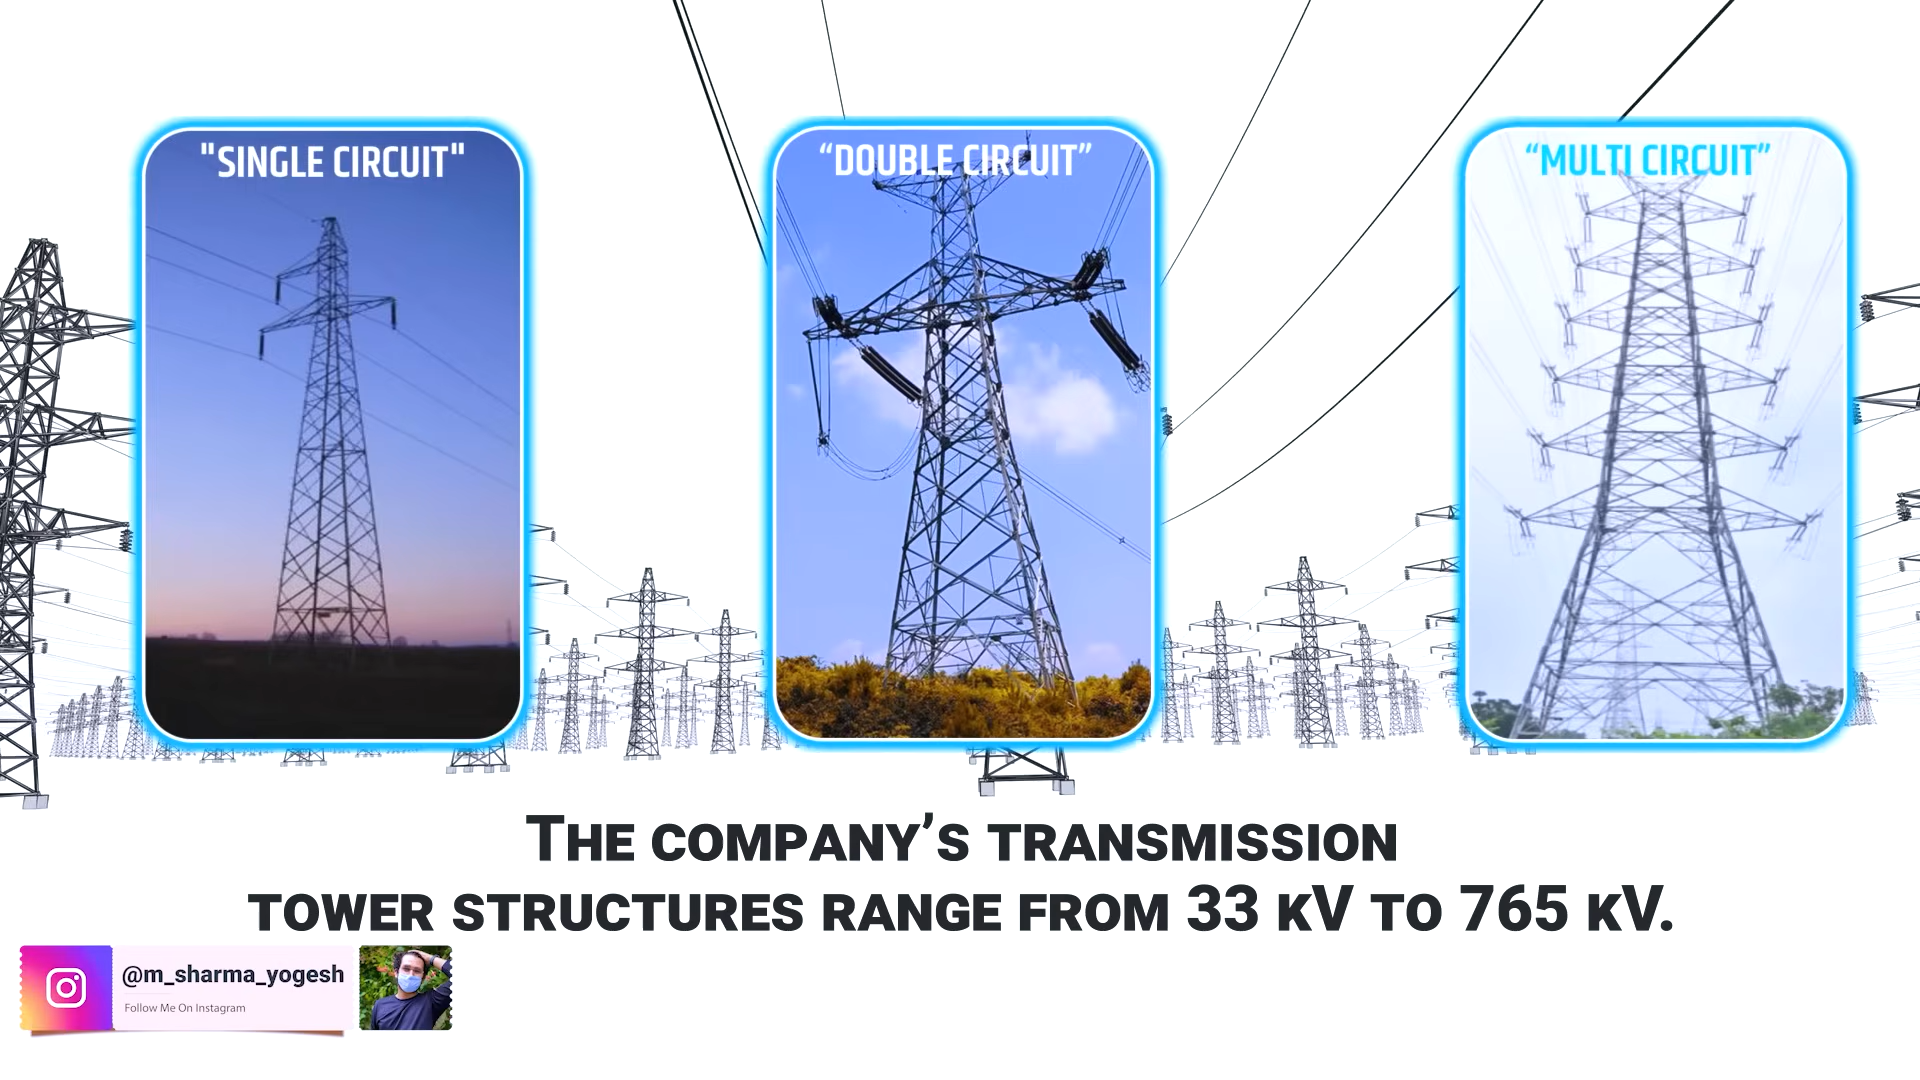 "SINGLE CIRCUIT"
“DOUBLE CIRCUIT”
“MULTI CIRCUIT”
THE COMPANY’S TRANSMISSION
TOWER STRUCTURES RANGE FROM 33 KV TO 765 KV.
@m_sharma_yogesh
Follow Me On Instagram